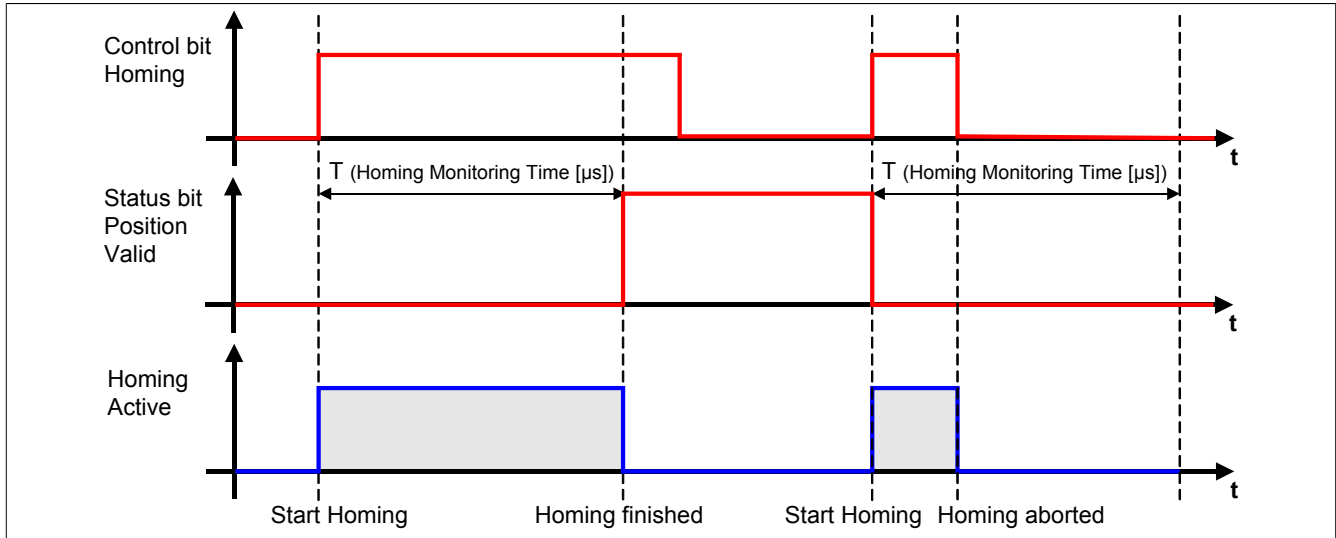 Control bit
Homing
t
T (Homing Monitoring Time [µs])
T (Homing Monitoring Time [µs])
Status bit
Position
Valid
t
Homing
Active
t
Start Homing
Homing finished
Start Homing
Homing aborted